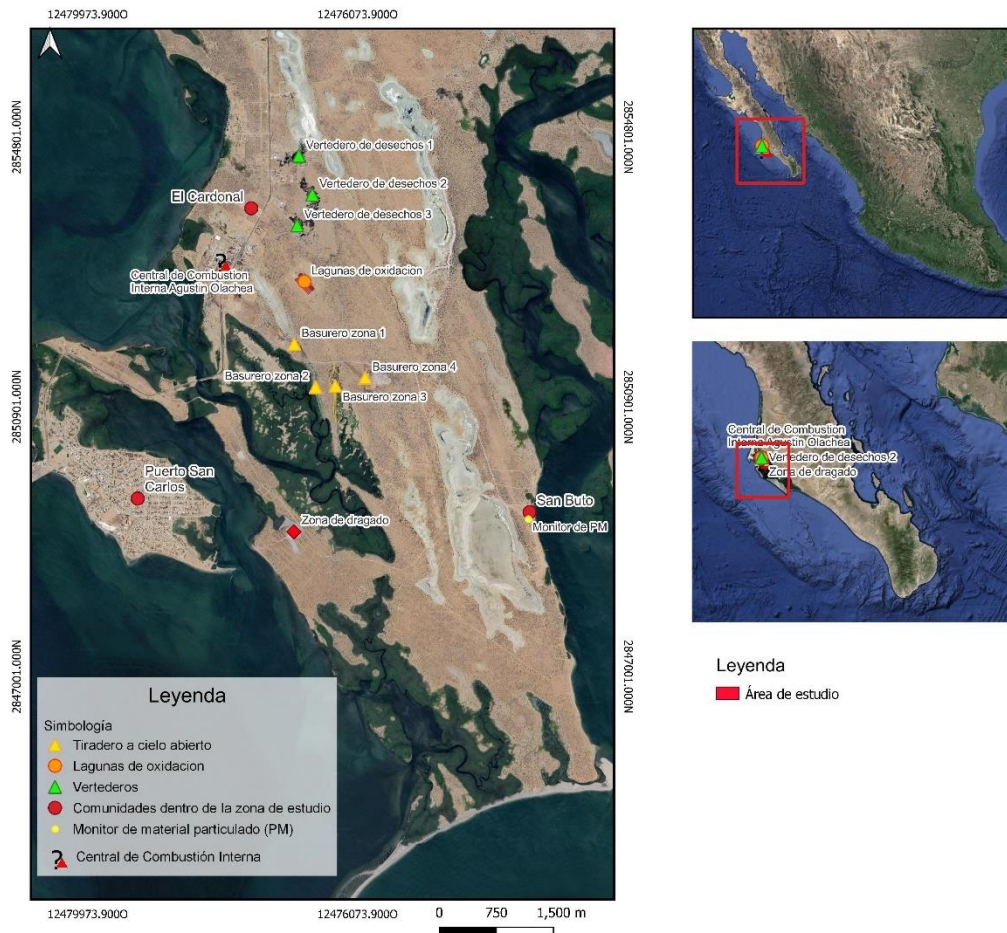 12479973.900O
12476073.900O
2854801.000N
2854801.000N
Vertedero de desechos 1
Vertedero de desechos 2
El Cardonal
Vertedero de desechos 3
?
Central de Combustion
Interna Agustin Olachea
Lagunas de oxidacion
Basurero zona 1
Basurero zona 4
Basurero zona 2
Basurero zona 3
2850901.000N
2850901.000N
Puerto San
Carlos
San Buto
Monitor de PM
Zona de dragado
2847001.000N
2847001.000N
Leyenda
Simbología
Tiradero a cielo abierto
Lagunas de oxidacion
Vertederos
Comunidades dentro de la zona de estudio
Monitor de material particulado (PM)
? Central de Combustión Interna
12479973.900O
12476073.900O
0 750 1,500 m
Central de Combustion
Interna Agustin Olachea
Vertedero de desechos 2
Zona de dragado
Leyenda
Área de estudio